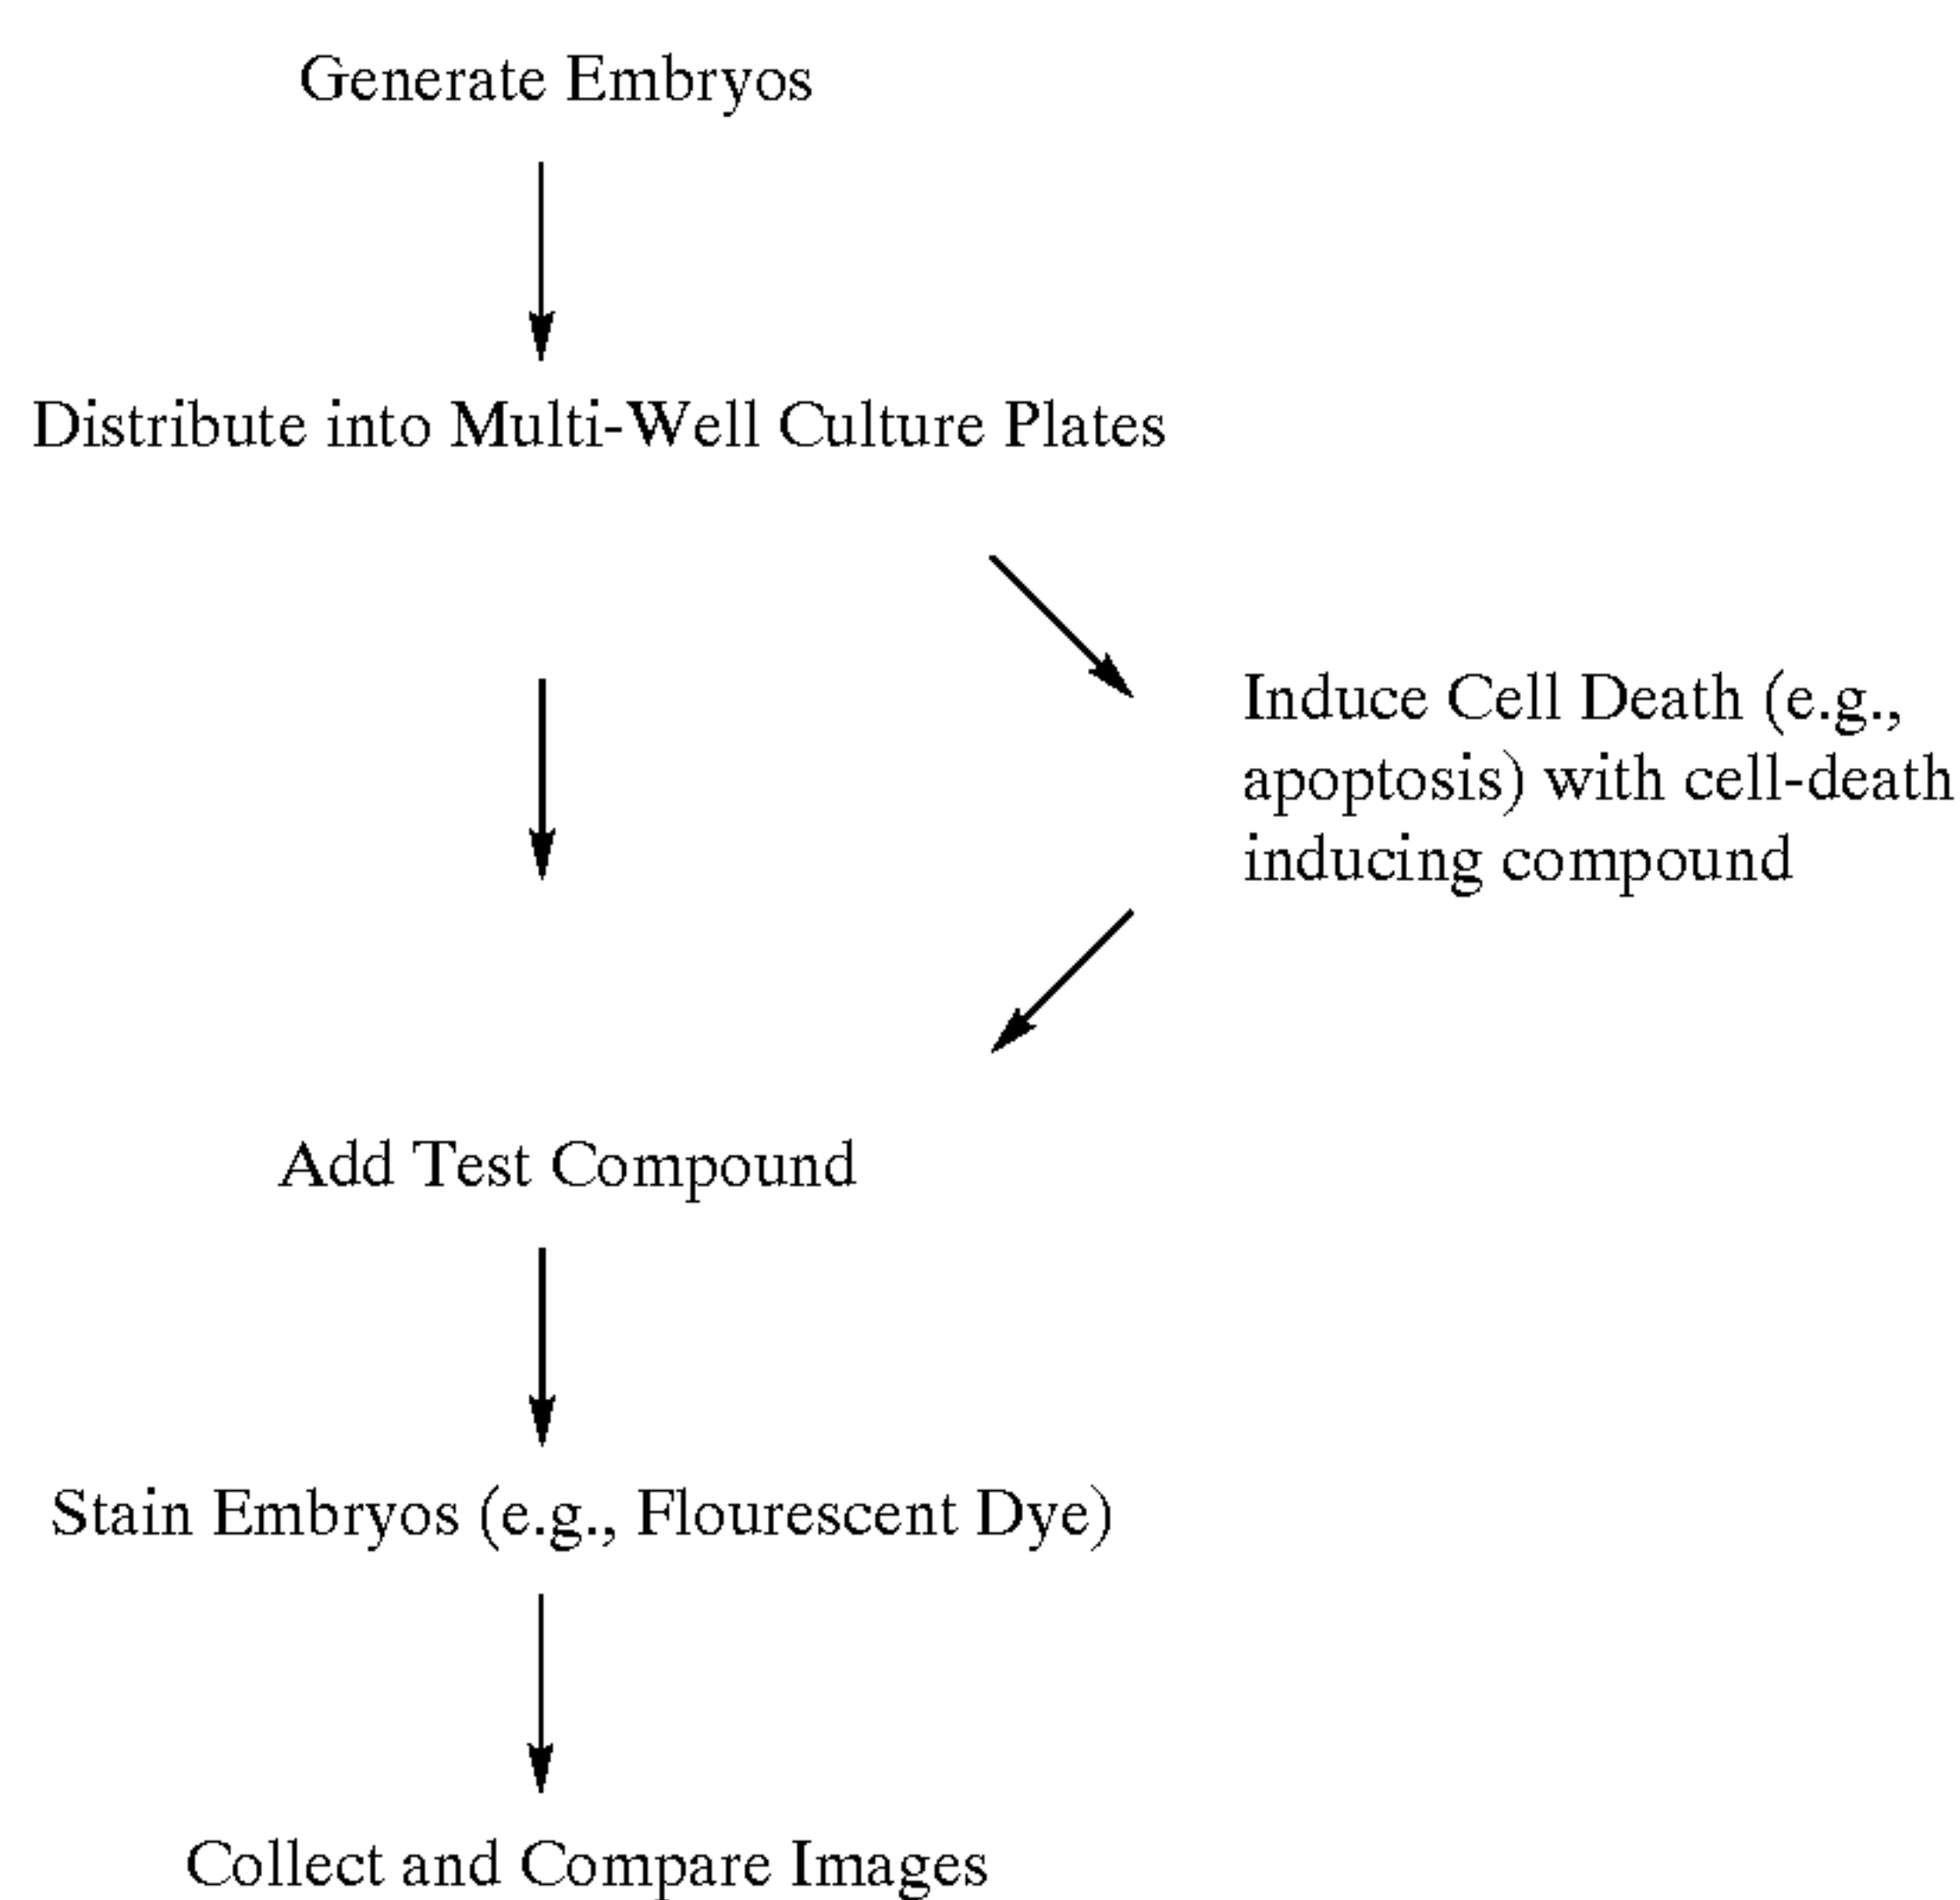 Generate Embryos
Distribute into Multi-Well Culture Plates
Induce Cell Death (e.g.,
apoptosis) with cell-death
inducing compound
Add Test Compound
Stain Embryos (e.g., Flourescent Dye)
Collect and Compare Images